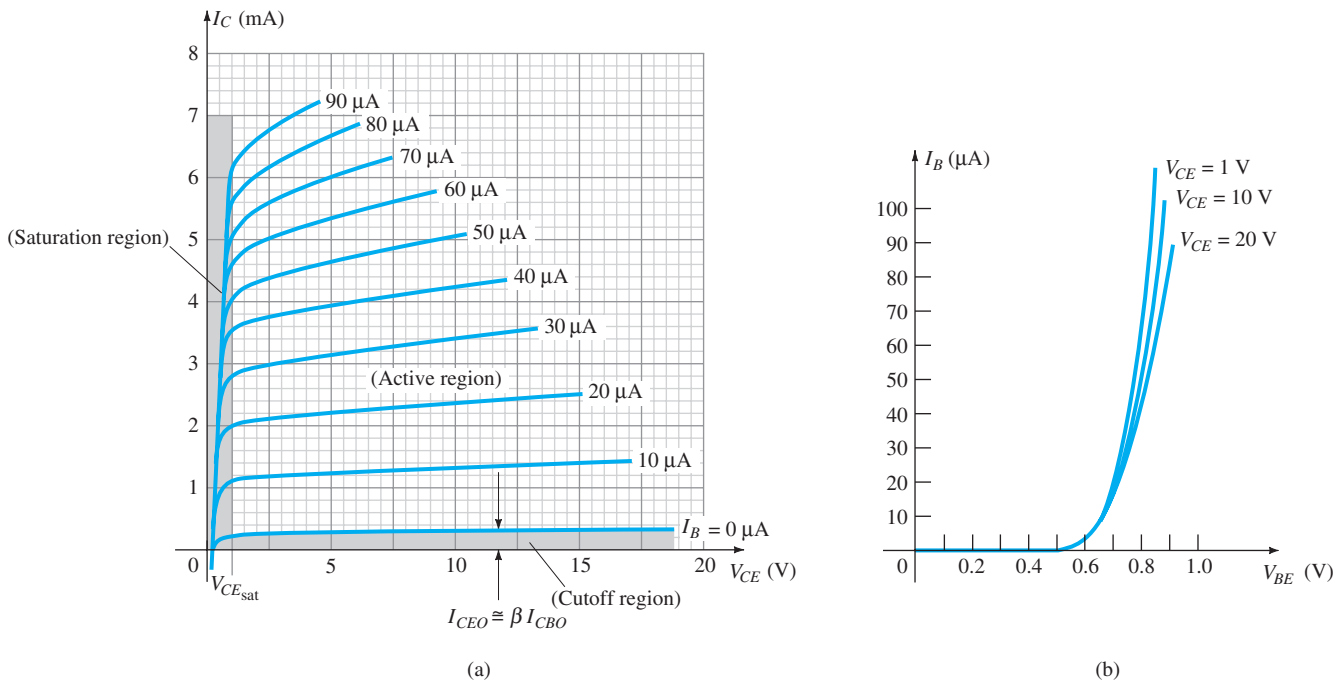 I_C (mA)
8
7
6
5
4
3
2
1
0
5
10
15
20
V_CE (V)
90 μA
80 μA
70 μA
60 μA
50 μA
40 μA
30 μA
20 μA
10 μA
I_B = 0 μA
(Saturation region)
(Active region)
(Cutoff region)
V_CEsat
I_CEO ≅ β I_CBO
(a)
I_B (μA)
100
90
80
70
60
50
40
30
20
10
0
0.2
0.4
0.6
0.8
1.0
V_BE (V)
V_CE = 1 V
V_CE = 10 V
V_CE = 20 V
(b)